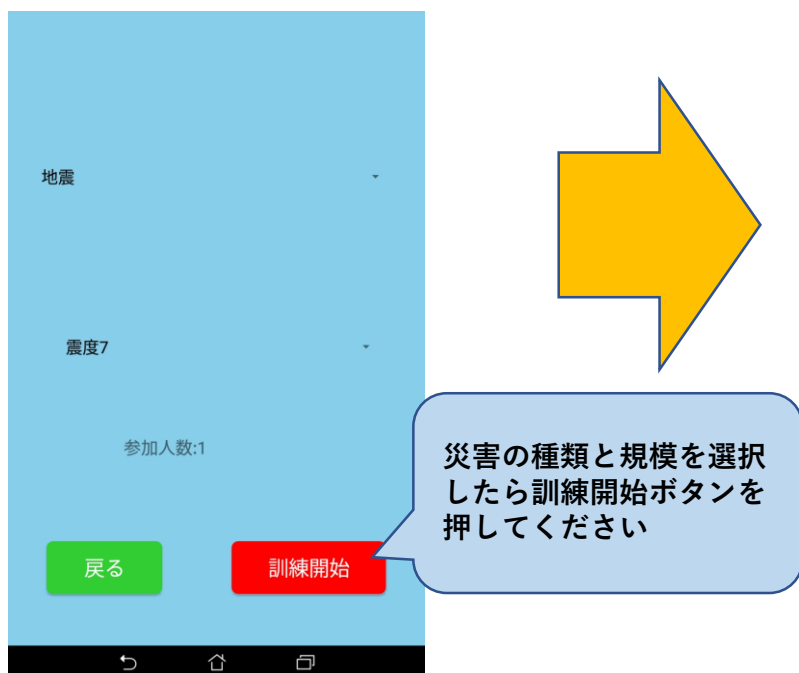 地震
震度7
参加人数:1
災害の種類と規模を選択
したら訓練開始ボタンを
押してください
戻る
訓練開始